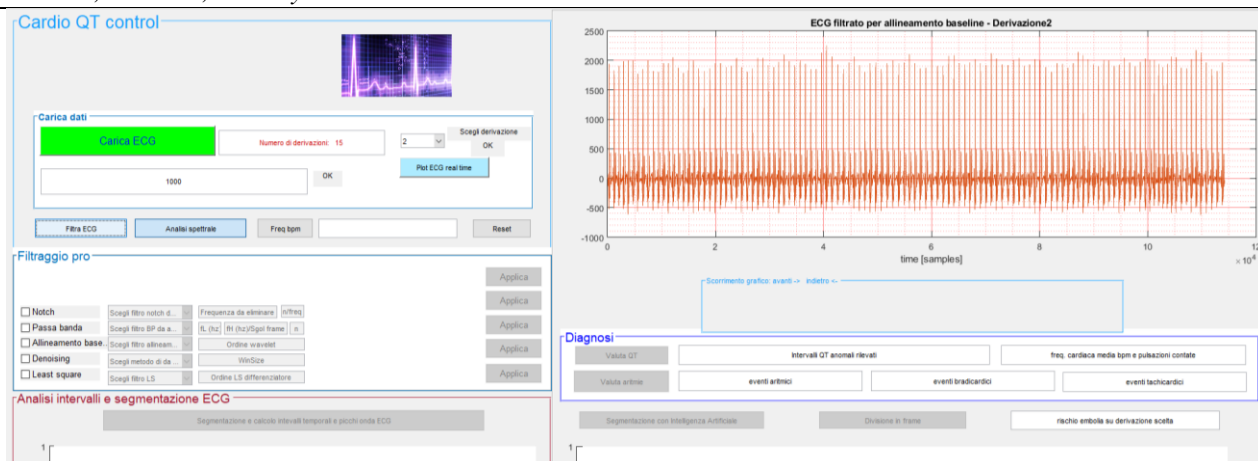 Cardio QT control
Carica dati
Carica ECG
Numero di derivazioni: 15
2
Scegli derivazione
OK
Plot ECG real time
1000
OK
Filtra ECG
Analisi spettrale
Freq bpm
Reset
Filtraggio pro
Applica
Applica
Notch
Scegli filtro notch d...
Frequenza da eliminare
n/freq
Passa banda
Scegli filtro BP da a...
fL (hz)
fH (hz)/Sgol frame
n
Applica
Allineamento base...
Scegli filtro allineam...
Ordine wavelet
Applica
Denoising
Scegli metodo di da ...
WinSize
Least square
Scegli filtro LS
Ordine LS differenziatore
Applica
Analisi intervalli e segmentazione ECG
Segmentazione e calcolo intevalli temporali e picchi onda ECG
1
ECG filtrato per allineamento baseline - Derivazione2
2500
2000
1500
1000
500
0
-500
-1000
0 2 4 6 8 10 12
time [samples]
× 10⁴
Scorrimento grafico: avanti -> indietro <-
Diagnosi
Valuta QT
Intervalli QT anomali rilevati
freq. cardiaca media bpm e pulsazioni contate
Valuta aritmie
eventi aritmici
eventi bradicardici
eventi tachicardici
Segmentazione con Intelligenza Artificiale
Divisione in frame
rischio embolia su derivazione scelta
1